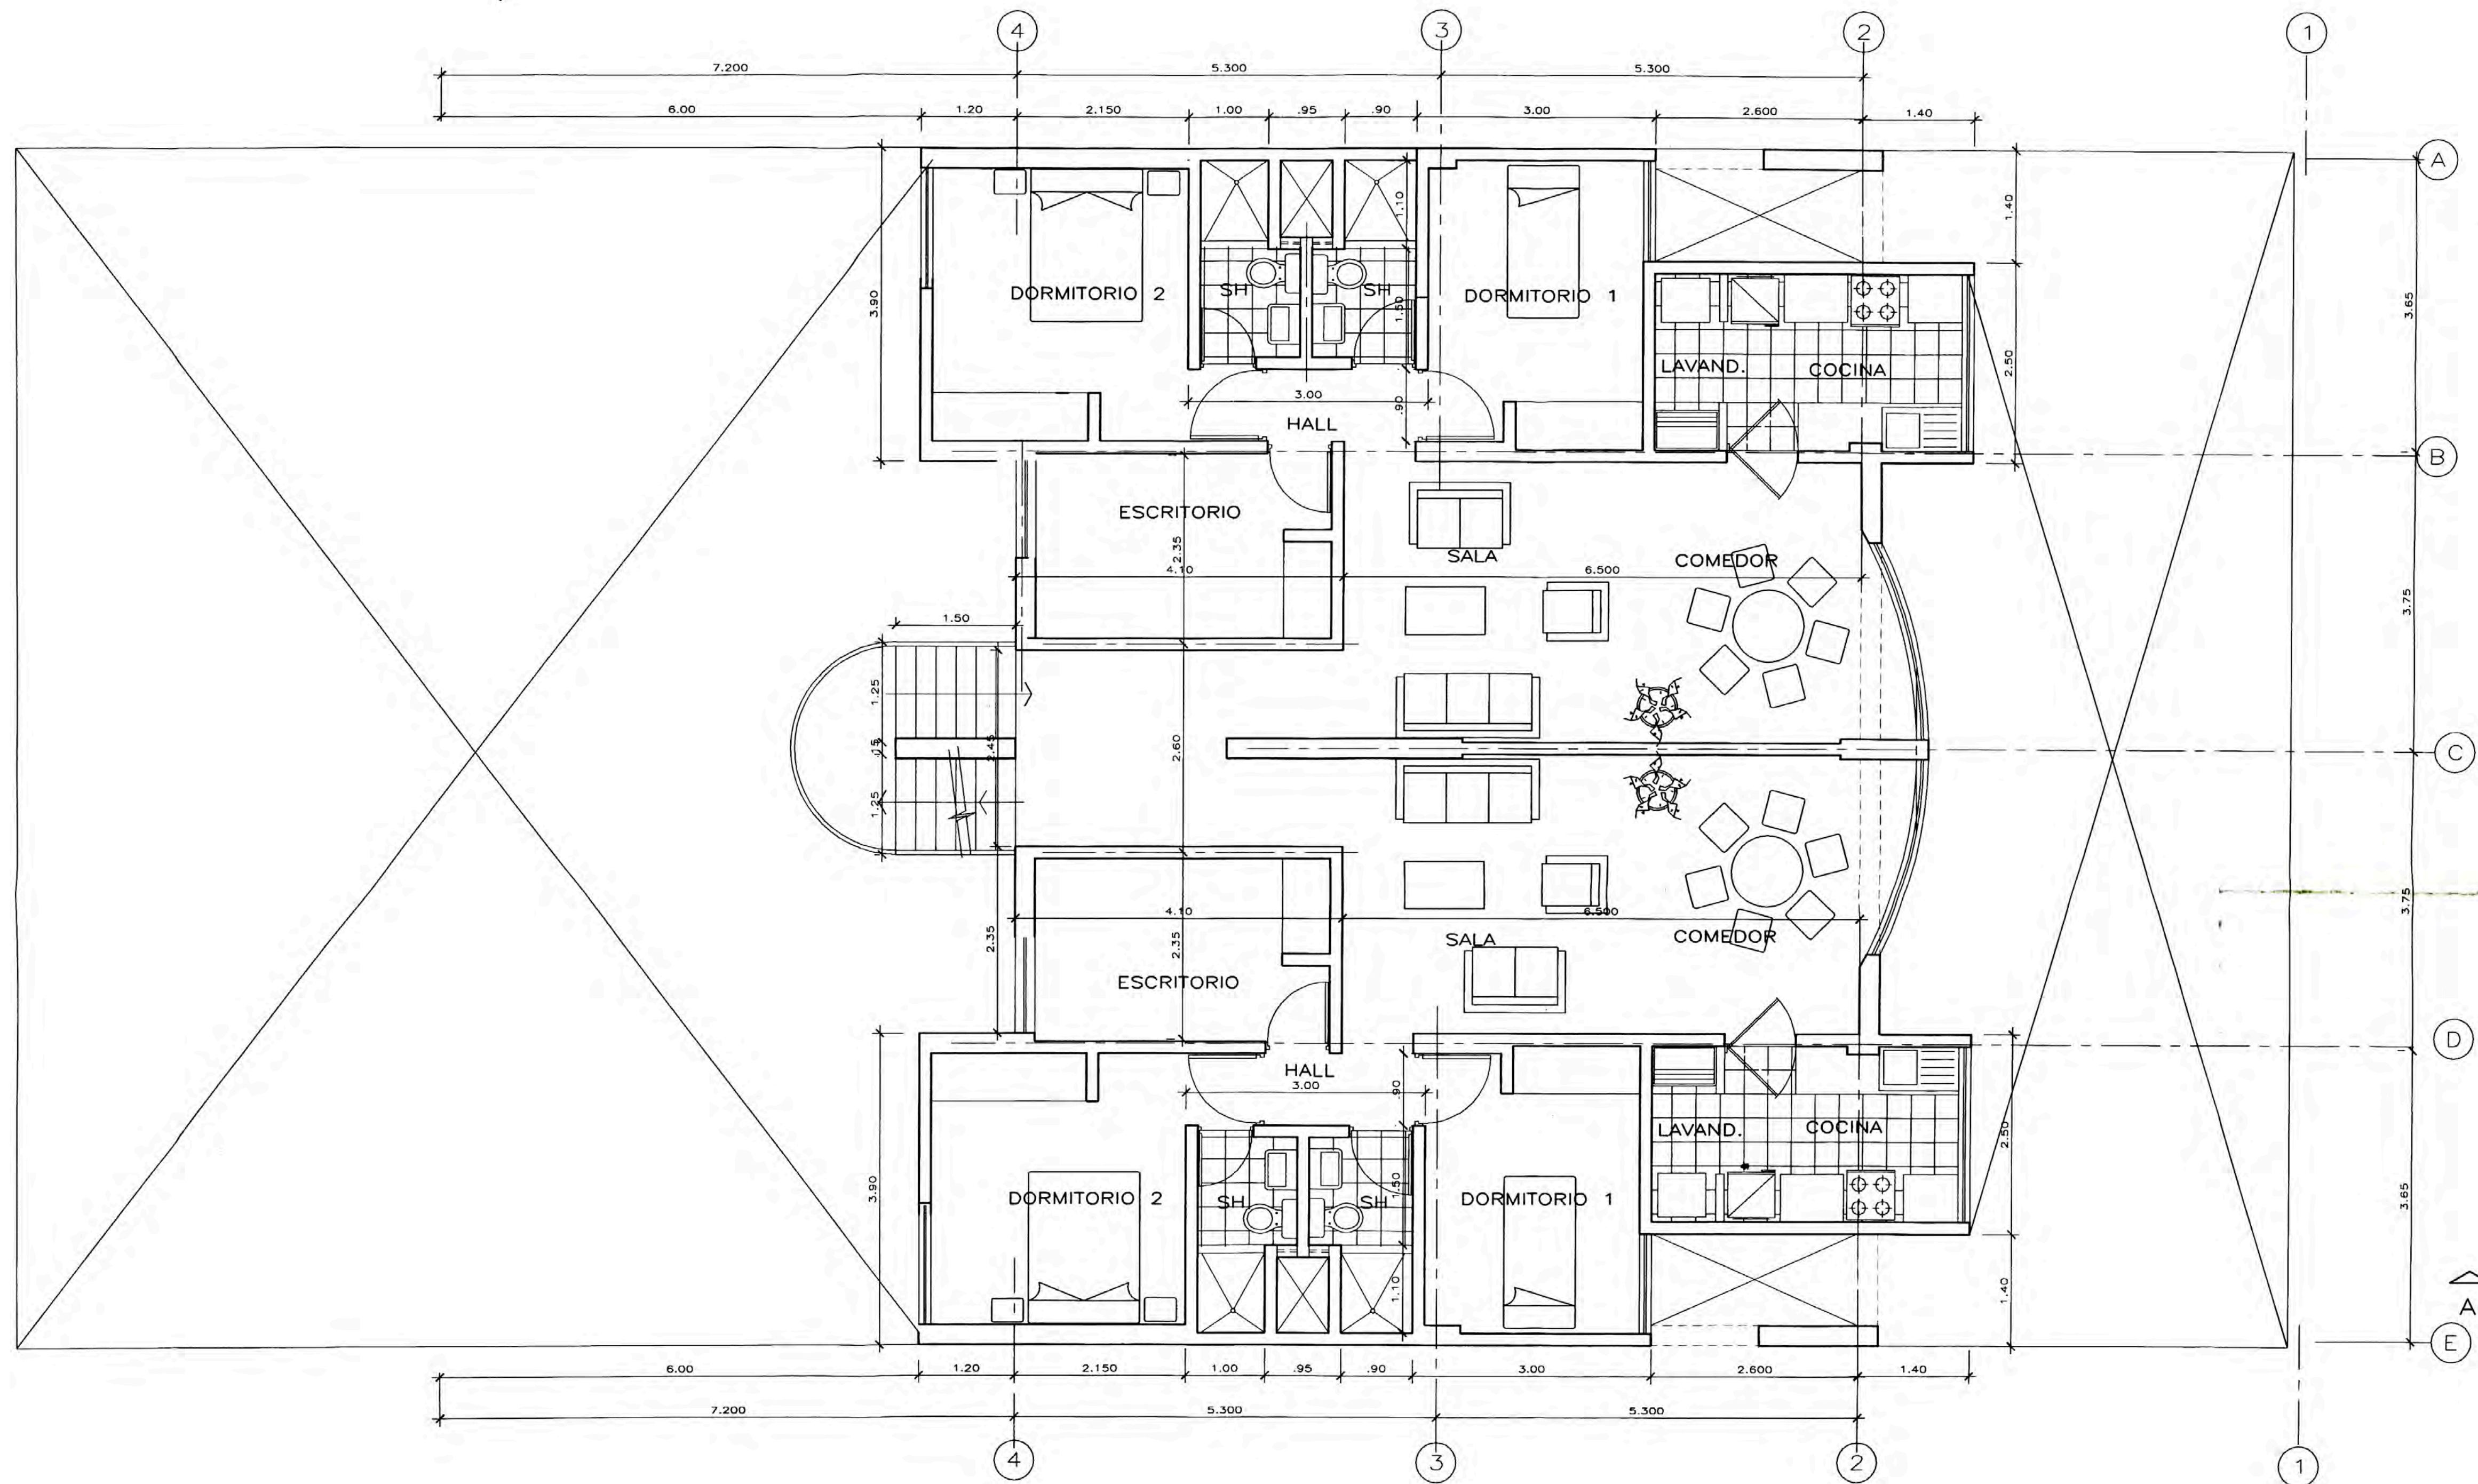 4 3 2 1
7.200 5.300 5.300
6.00 1.20 2.150 1.00 .95 .90 3.00 2.600 1.40
A
1.10
1.40
3.90
DORMITORIO 2
SH
SH
1.50
DORMITORIO 1
3.65
LAVAND.
COCINA
2.50
3.00
.90
HALL
B
ESCRITORIO
2.35
4.10
SALA
6.500
COMEDOR
3.75
1.50
1.25
.15
2.45
2.60
C
1.25
4.10
6.500
3.75
2.35
2.35
SALA
COMEDOR
ESCRITORIO
D
HALL
3.00
.90
LAVAND.
COCINA
2.50
3.90
DORMITORIO 2
SH
SH
1.50
DORMITORIO 1
3.65
1.10
1.40
A
E
6.00 1.20 2.150 1.00 .95 .90 3.00 2.600 1.40
7.200 5.300 5.300
4 3 2 1